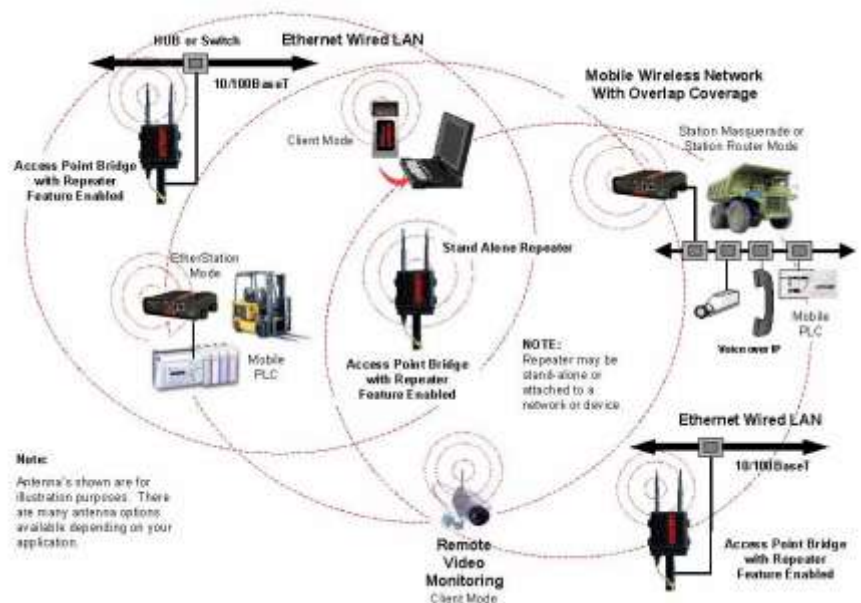 HUB or Switch
Ethernet Wired LAN
10/100BaseT
Access Point Bridge
with Repeater
Feature Enabled
Client Mode
Mobile Wireless Network
With Overlap Coverage
Station Masquerade or
Station Router Mode
EtherStation
Mode
Mobile
PLC
Stand Alone Repeater
Access Point Bridge
with Repeater
Feature Enabled
NOTE:
Repeater may be
stand-alone or
attached to a
network or device
Voice over IP
Mobile
PLC
Ethernet Wired LAN
10/100BaseT
Access Point Bridge
with Repeater
Feature Enabled
Note:
Antenna's shown are for
illustration purposes. There
are many antenna options
available depending on your
application.
Remote
Video
Monitoring
Client Mode